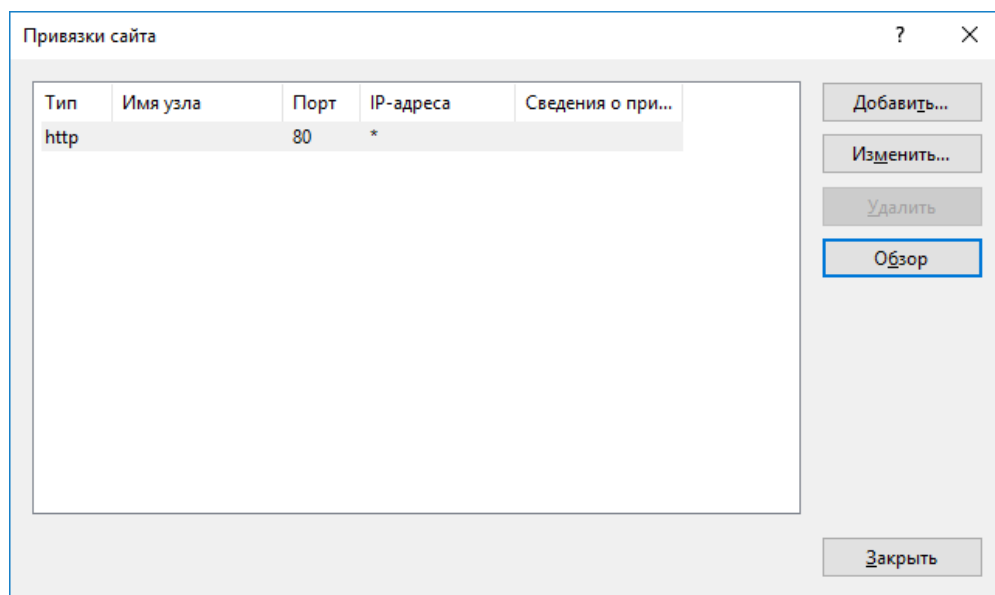 Привязки сайта ?
Тип Имя узла Порт IP-адреса Сведения о при...
http 80 *
Добавить...
Изменить...
Удалить
Обзор
Закрыть